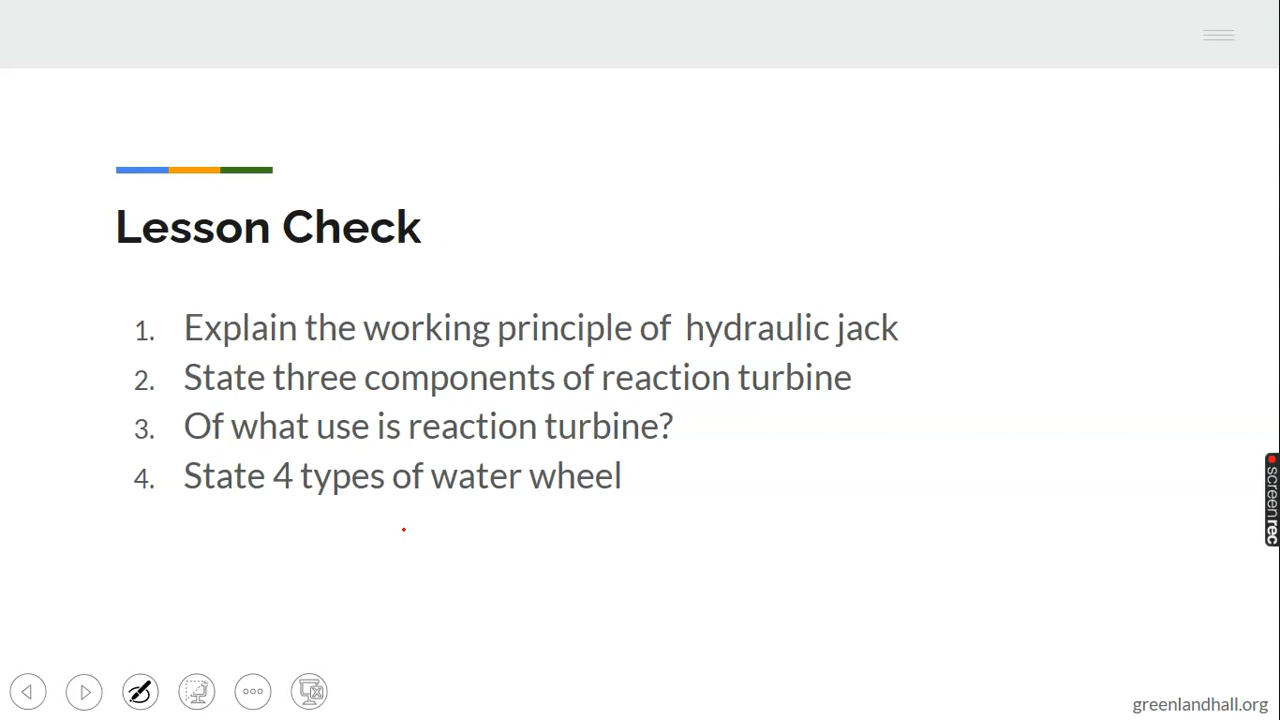 Lesson Check
1. Explain the working principle of hydraulic jack
2. State three components of reaction turbine
3. Of what use is reaction turbine?
4. State 4 types of water wheel
screenrec
greenlandhall.org